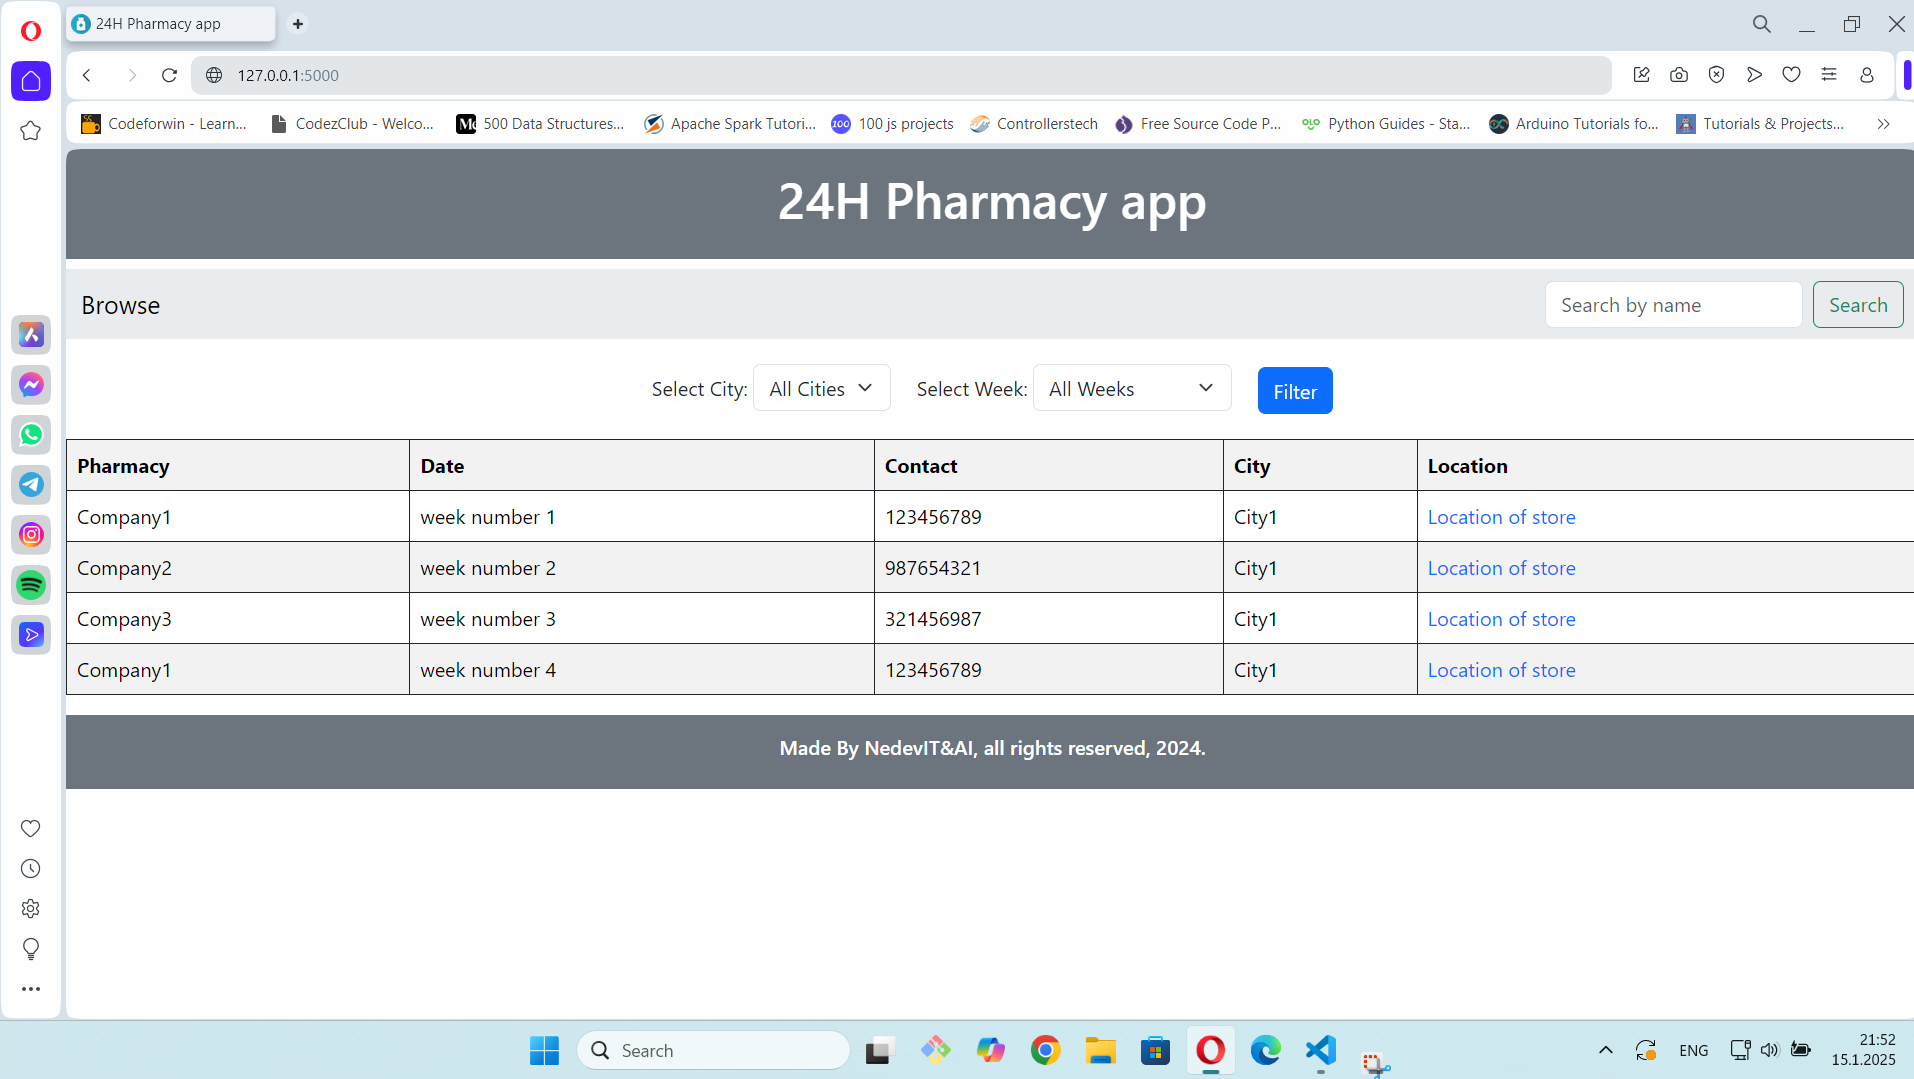 24H Pharmacy app
127.0.0.1:5000
Codeforwin - Learn...
CodezClub - Welco...
500 Data Structures...
Apache Spark Tutori...
100 js projects
Controllerstech
Free Source Code P...
Python Guides - Sta...
Arduino Tutorials fo...
Tutorials & Projects...
24H Pharmacy app
Browse
Search by name
Search
Select City: All Cities Select Week: All Weeks Filter
Pharmacy Date Contact City Location
Company1 week number 1 123456789 City1 Location of store
Company2 week number 2 987654321 City1 Location of store
Company3 week number 3 321456987 City1 Location of store
Company1 week number 4 123456789 City1 Location of store
Made By NedevIT&AI, all rights reserved, 2024.
Search
ENG
21:52
15.1.2025